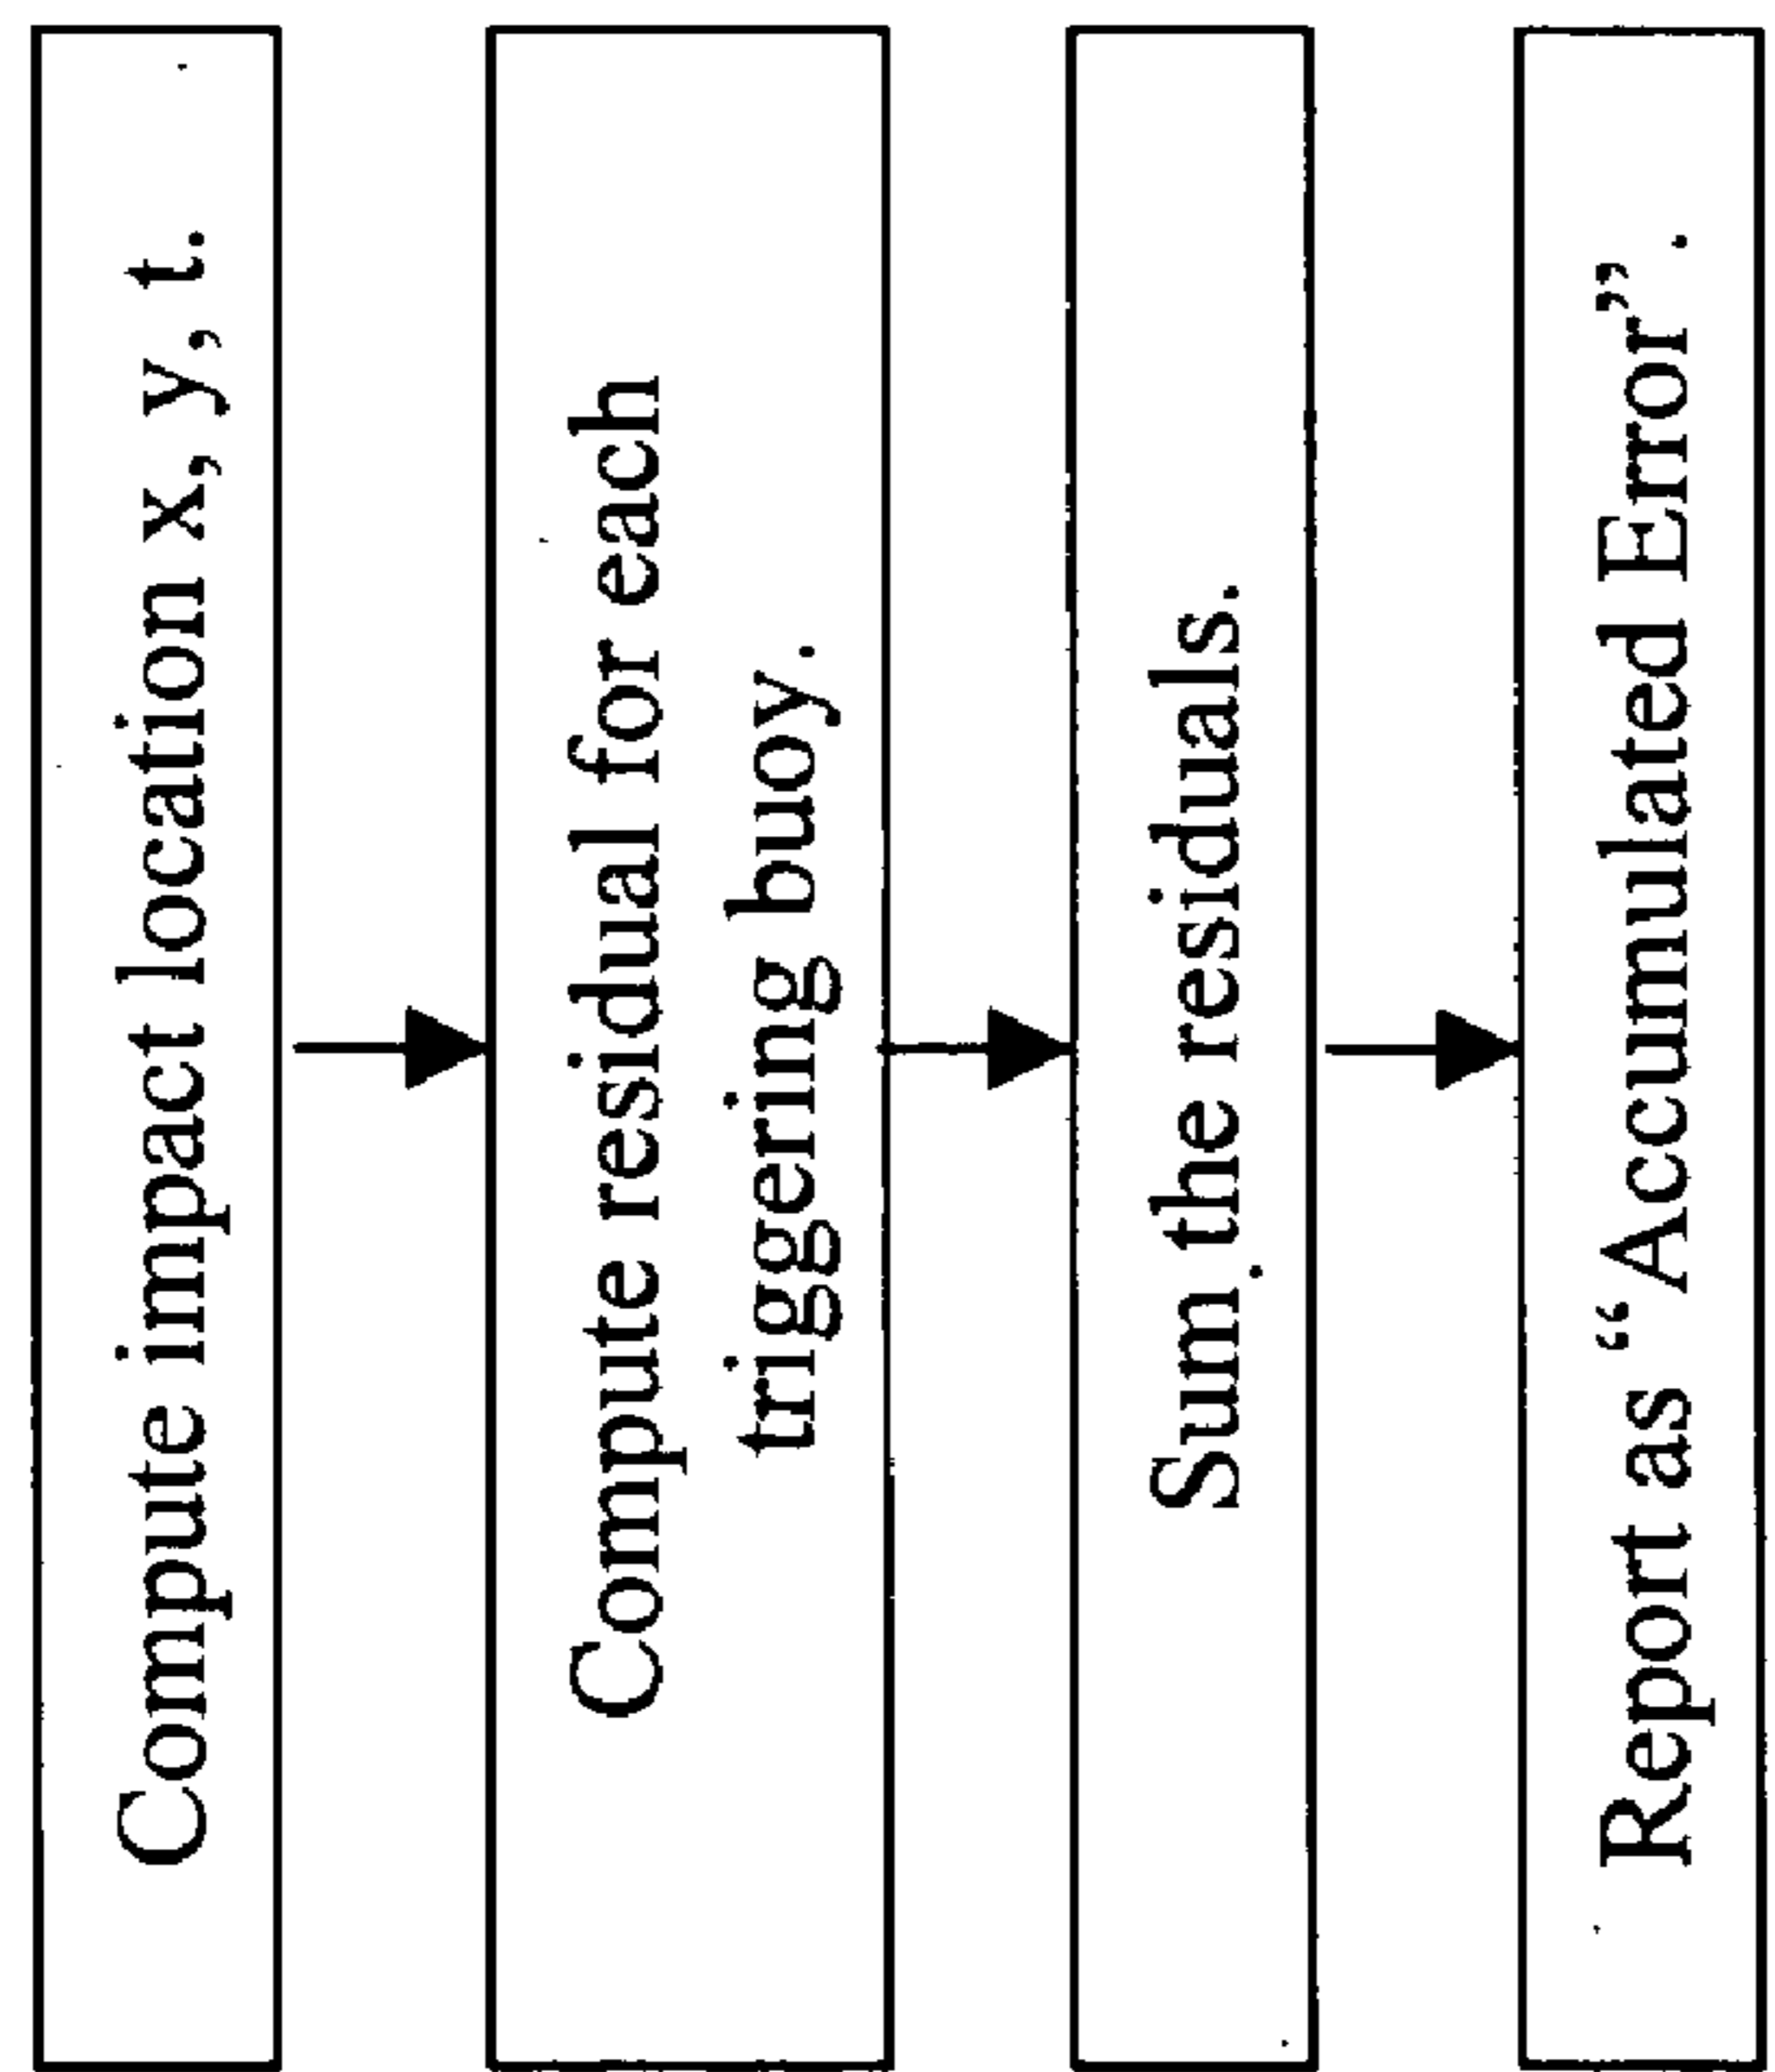 Compute impact location x, y, t.
Compute residual for each
triggering buoy.
Sum the residuals.
Report as “Accumulated Error”.